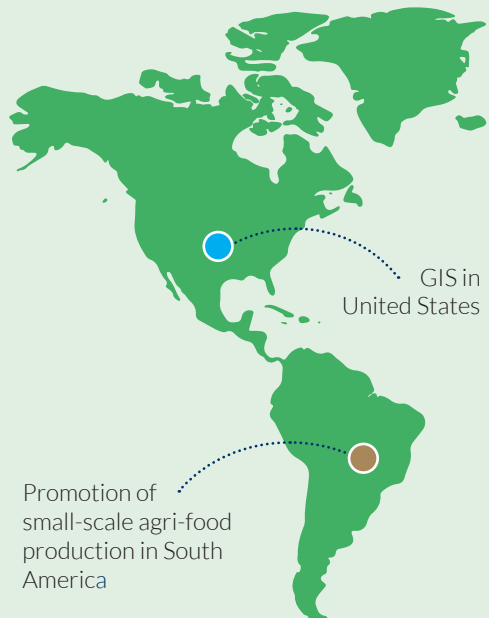 GIS in
United States
Promotion of
small-scale agri-food
production in South
America